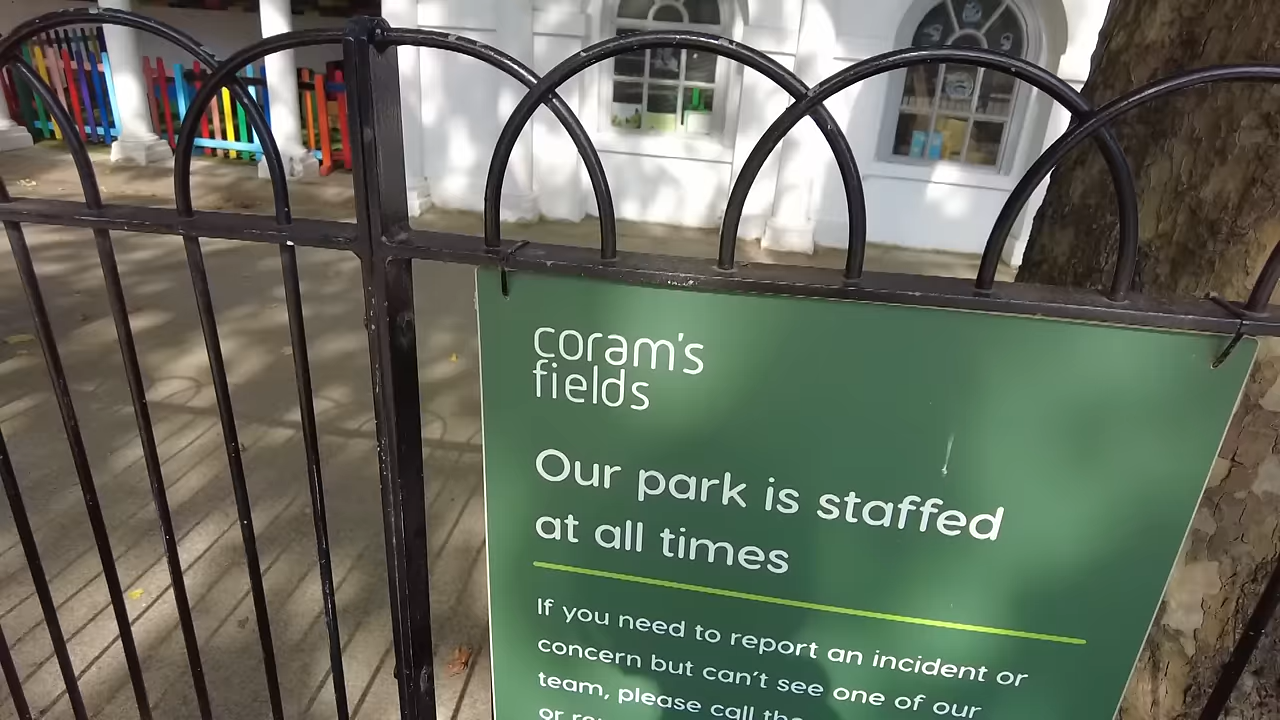 coram's
fields
Our park is staffed
at all times
If you need to report an incident or
concern but can't see one of our
team, please call the
or